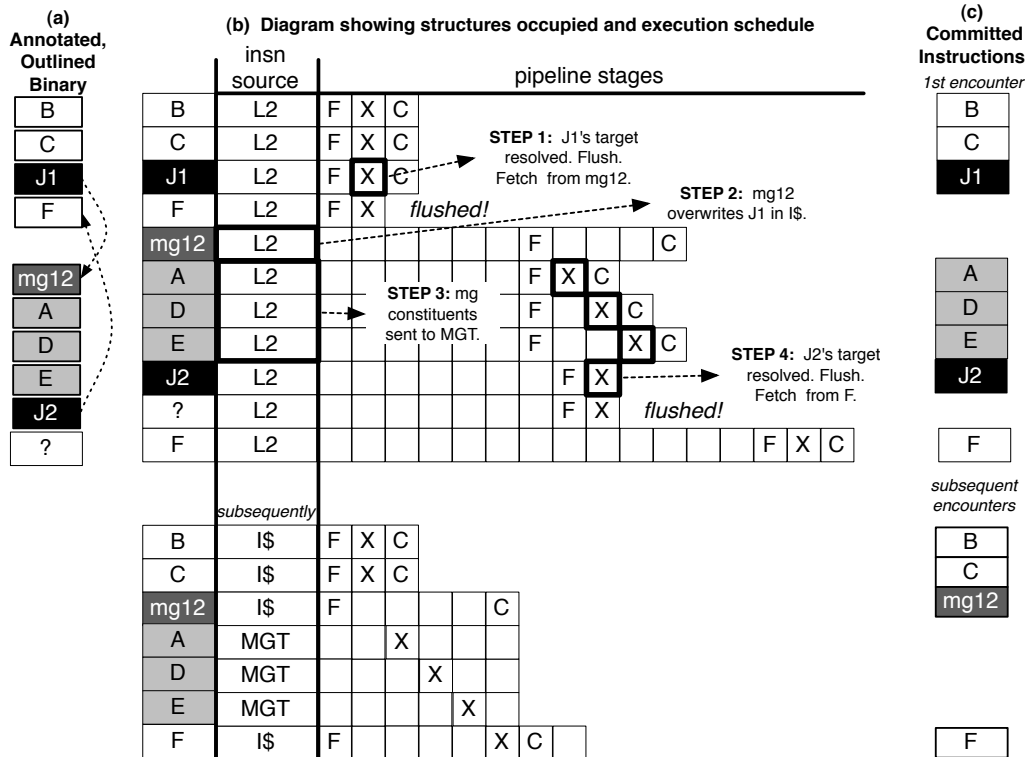 (a)
Annotated,
Outlined
Binary
B
C
J1
F
mg12
A
D
E
J2
?
(b) Diagram showing structures occupied and execution schedule
insn
source
pipeline stages
B L2 F X C
C L2 F X C
J1 L2 F X C
F L2 F X flushed!
mg12 L2 F C
A L2 F X C
D L2 F X C
E L2 F X C
J2 L2 F X
? L2 F X flushed!
F L2 F X C
STEP 1: J1's target
resolved. Flush.
Fetch from mg12.
STEP 2: mg12
overwrites J1 in I$.
STEP 3: mg
constituents
sent to MGT.
STEP 4: J2's target
resolved. Flush.
Fetch from F.
subsequently
B I$ F X C
C I$ F X C
mg12 I$ F C
A MGT X
D MGT X
E MGT X
F I$ F X C
(c)
Committed
Instructions
1st encounter
B
C
J1
A
D
E
J2
F
subsequent
encounters
B
C
mg12
F